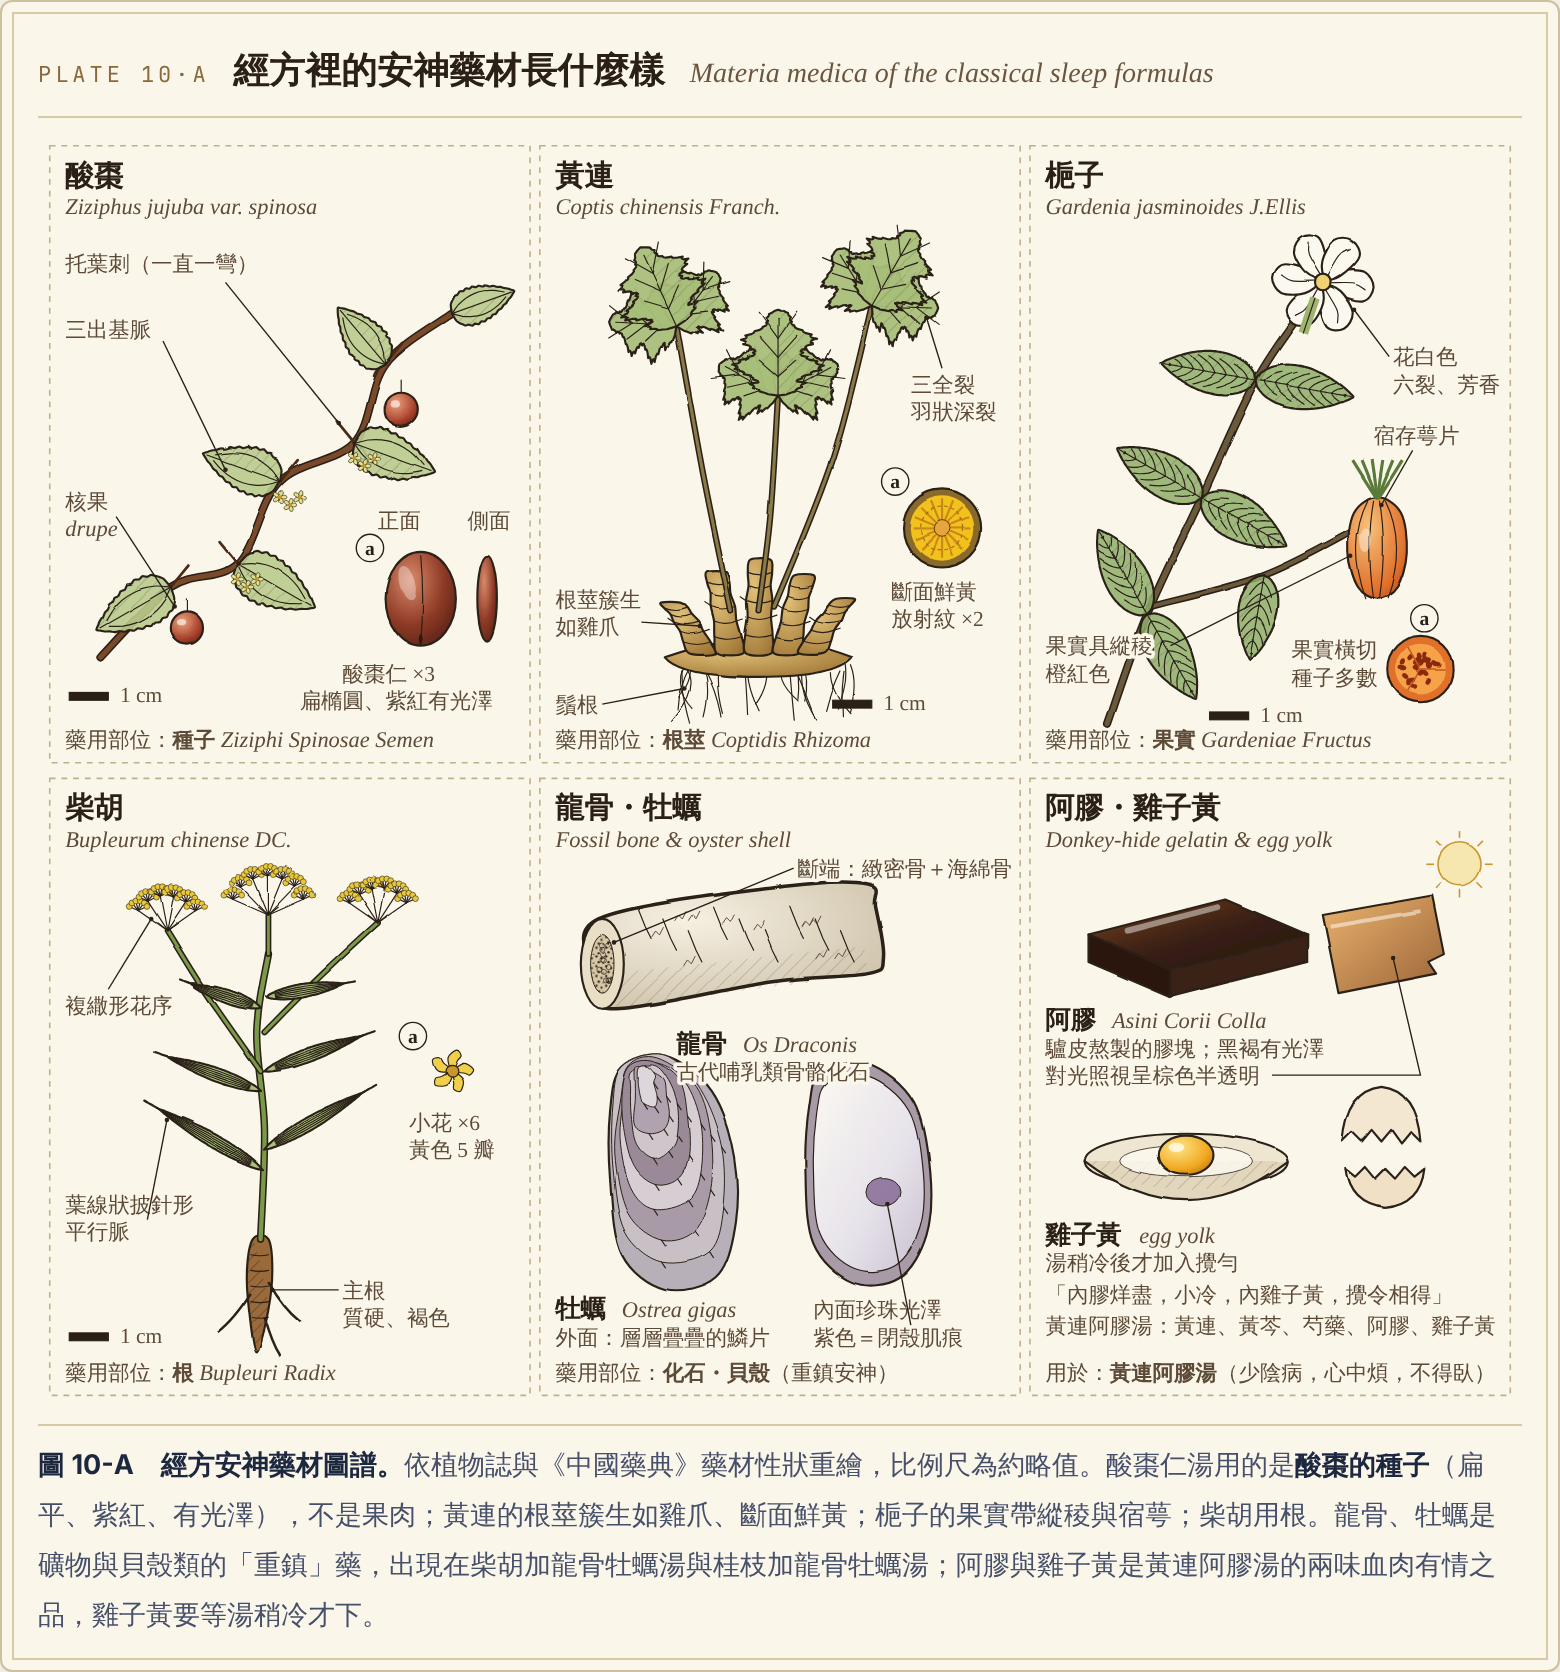 PLATE 10·A 經方裡的安神藥材長什麼樣 Materia medica of the classical sleep formulas
酸棗
Ziziphus jujuba var. spinosa
托葉刺（一直一彎）
三出基脈
核果
drupe
正面 側面
a
酸棗仁 ×3
扁橢圓、紫紅有光澤
1 cm
藥用部位：種子 Ziziphi Spinosae Semen
黃連
Coptis chinensis Franch.
三全裂
羽狀深裂
a
斷面鮮黃
放射紋 ×2
根莖簇生
如雞爪
鬚根
1 cm
藥用部位：根莖 Coptidis Rhizoma
梔子
Gardenia jasminoides J.Ellis
花白色
六裂、芳香
宿存萼片
果實具縱稜
橙紅色
a
果實橫切
種子多數
1 cm
藥用部位：果實 Gardeniae Fructus
柴胡
Bupleurum chinense DC.
複繖形花序
a
小花 ×6
黃色 5 瓣
葉線狀披針形
平行脈
主根
質硬、褐色
1 cm
藥用部位：根 Bupleuri Radix
龍骨・牡蠣
Fossil bone & oyster shell
斷端：緻密骨＋海綿骨
龍骨 Os Draconis
古代哺乳類骨骼化石
牡蠣 Ostrea gigas
外面：層層疊疊的鱗片
內面珍珠光澤
紫色＝閉殼肌痕
藥用部位：化石・貝殼（重鎮安神）
阿膠・雞子黃
Donkey-hide gelatin & egg yolk
阿膠 Asini Corii Colla
驢皮熬製的膠塊；黑褐有光澤
對光照視呈棕色半透明
雞子黃 egg yolk
湯稍冷後才加入攪勻
「內膠烊盡，小冷，內雞子黃，攪令相得」
黃連阿膠湯：黃連、黃芩、芍藥、阿膠、雞子黃
用於：黃連阿膠湯（少陰病，心中煩，不得臥）
圖 10-A 經方安神藥材圖譜。依植物誌與《中國藥典》藥材性狀重繪，比例尺為約略值。酸棗仁湯用的是酸棗的種子（扁
平、紫紅、有光澤），不是果肉；黃連的根莖簇生如雞爪、斷面鮮黃；梔子的果實帶縱稜與宿萼；柴胡用根。龍骨、牡蠣是
礦物與貝殼類的「重鎮」藥，出現在柴胡加龍骨牡蠣湯與桂枝加龍骨牡蠣湯；阿膠與雞子黃是黃連阿膠湯的兩味血肉有情之
品，雞子黃要等湯稍冷才下。